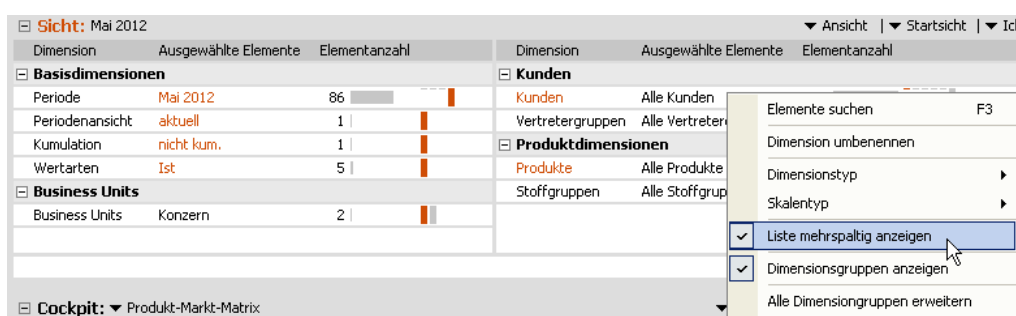 Sicht: Mai 2012 Ansicht | Startsicht |
Dimension Ausgewählte Elemente Elementanzahl
Basisdimensionen
Periode Mai 2012 86
Periodenansicht aktuell 1
Kumulation nicht kum. 1
Wertarten Ist 5
Business Units
Business Units Konzern 2
Dimension Ausgewählte Elemente Elementanzahl
Kunden
Kunden Alle Kunden
Vertretergruppen Alle
Produktdimensionen
Produkte Alle Produkte
Stoffgruppen Alle
Elemente suchen F3
Dimension umbenennen
Dimensionstyp
Skalentyp
Liste mehrspaltig anzeigen
Dimensionsgruppen anzeigen
Alle Dimensiongruppen erweitern
Cockpit: Produkt-Markt-Matrix